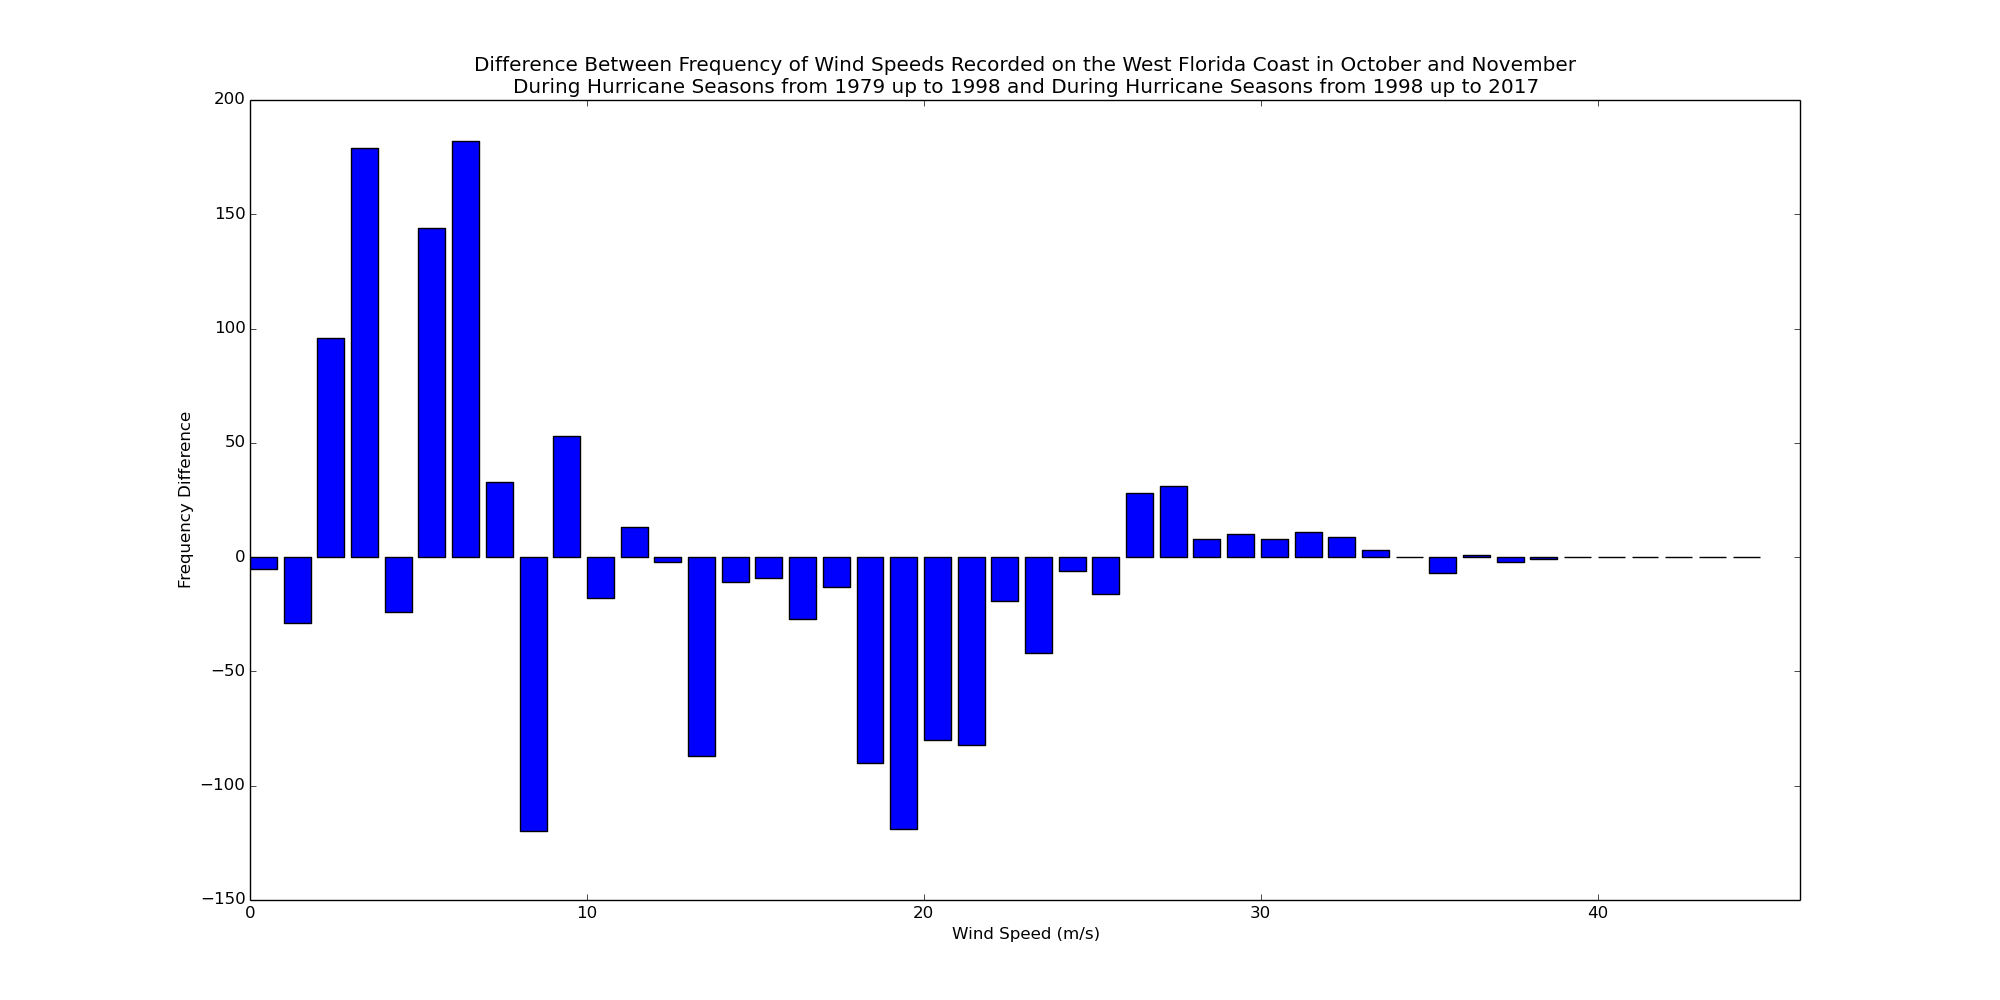 Difference Between Frequency of Wind Speeds Recorded on the West Florida Coast in October and November
During Hurricane Seasons from 1979 up to 1998 and During Hurricane Seasons from 1998 up to 2017
200
150
100
50
0
−50
−100
−150
Frequency Difference
0 10 20 30 40
Wind Speed (m/s)